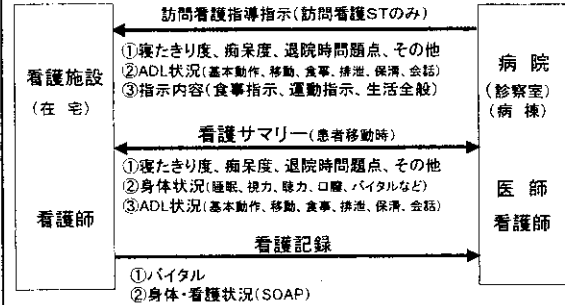 訪問看護指導指示(訪問看護STのみ)
①寝たきり度、痴呆度、退院時問題点、その他
②ADL状況(基本動作、移動、食事、排泄、保清、会話)
③指示内容(食事指示、運動指示、生活全般)
看護サマリー(患者移動時)
①寝たきり度、痴呆度、退院時問題点、その他
②身体状況(睡眠、視力、聴力、口腔、バイタルなど)
③ADL状況(基本動作、移動、食事、排泄、保清、会話)
看護記録
①バイタル
②身体・看護状況(SOAP)
看護施設
(在 宅)
看護師
病 院
(診察室)
(病 棟)
医 師
看護師